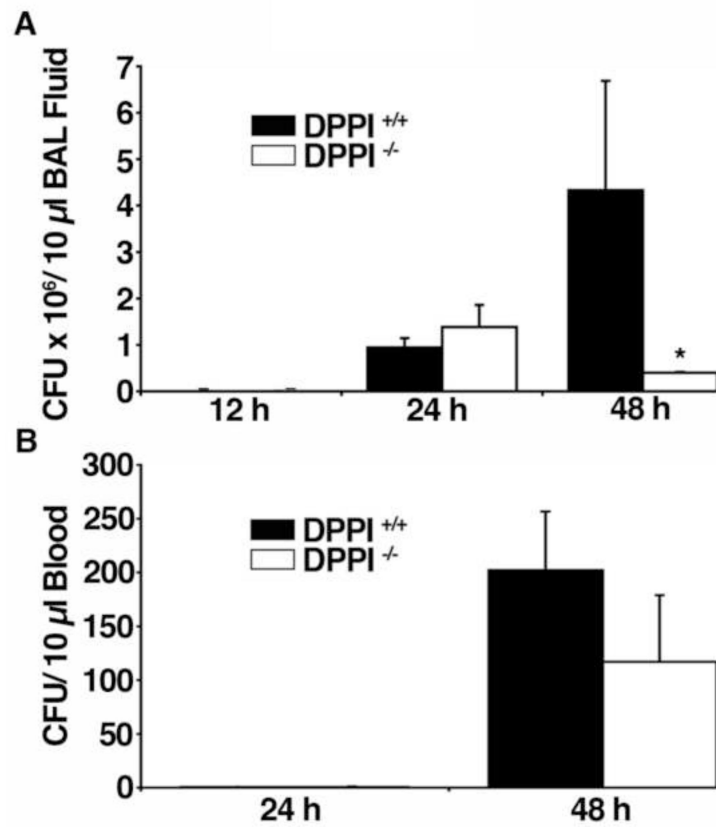 A
CFU x 10⁶/ 10 µl BAL Fluid
7
6
5
4
3
2
1
0
DPPI +/+
DPPI -/-
*
12 h
24 h
48 h
B
CFU/ 10 µl Blood
300
250
200
150
100
50
0
DPPI +/+
DPPI -/-
24 h
48 h